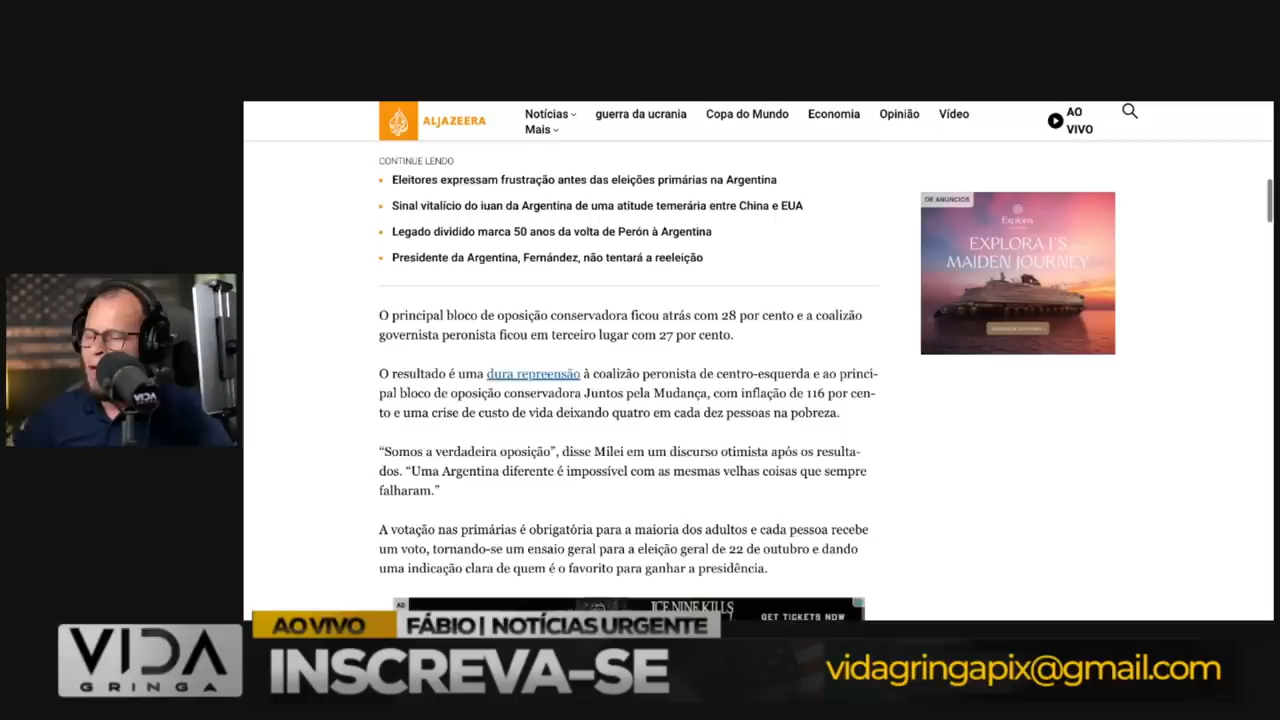 ALJAZEERA
Notícias
guerra da ucrania
Copa do Mundo
Economia
Opinião
Vídeo
Mais
AO
VIVO
CONTINUE LENDO
Eleitores expressam frustração antes das eleições primárias na Argentina
Sinal vitalício do iuan da Argentina de uma atitude temerária entre China e EUA
Legado dividido marca 50 anos da volta de Perón à Argentina
Presidente da Argentina, Fernández, não tentará a reeleição
DE ANÚNCIOS
Explora
EXPLORA I'S
MAIDEN JOURNEY
O principal bloco de oposição conservadora ficou atrás com 28 por cento e a coalizão
governista peronista ficou em terceiro lugar com 27 por cento.
O resultado é uma dura repreensão à coalizão peronista de centro-esquerda e ao princi-
pal bloco de oposição conservadora Juntos pela Mudança, com inflação de 116 por cen-
to e uma crise de custo de vida deixando quatro em cada dez pessoas na pobreza.
“Somos a verdadeira oposição”, disse Milei em um discurso otimista após os resulta-
dos. “Uma Argentina diferente é impossível com as mesmas velhas coisas que sempre
falharam.”
A votação nas primárias é obrigatória para a maioria dos adultos e cada pessoa recebe
um voto, tornando-se um ensaio geral para a eleição geral de 22 de outubro e dando
uma indicação clara de quem é o favorito para ganhar a presidência.
AD
ICE NINE KILLS
GET TICKETS NOW
VIDA
AO VIVO
FÁBIO | NOTÍCIAS URGENTE
VIDA
GRINGA
INSCREVA-SE
vidagringapix@gmail.com